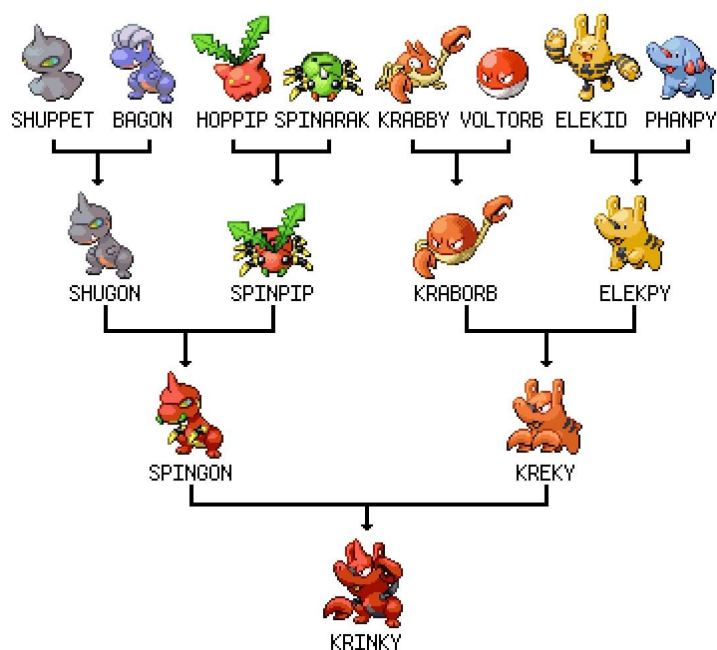 SHUPPET BAGON HOPPIP SPINARAK KRABBY VOLTORB ELEKID PHANPY
SHUGON SPINPIP KRABORB ELEKPY
SPINGON KREKY
KRINKY